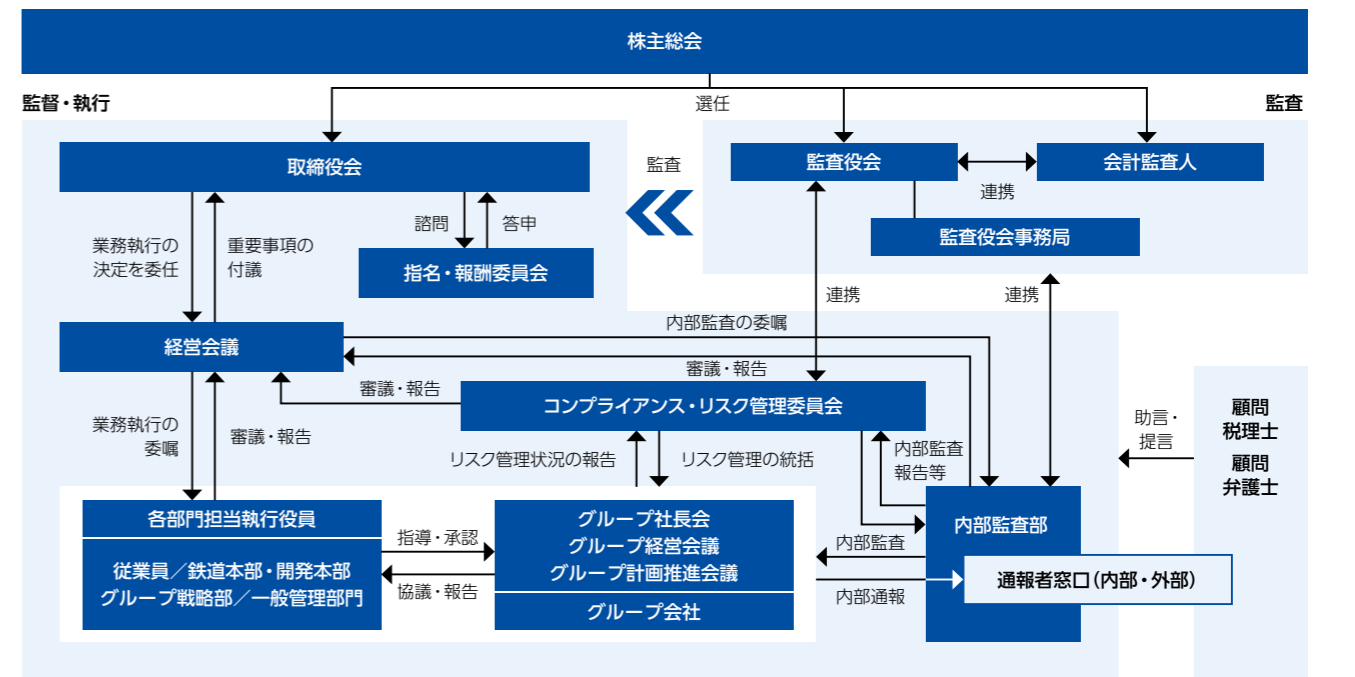 株主総会
監督・執行
選任
監査
取締役会
監査
監査役会
連携
会計監査人
監査役会事務局
諮問
答申
業務執行の
決定を委任
重要事項の
付議
指名・報酬委員会
連携
連携
経営会議
内部監査の委嘱
審議・報告
審議・報告
コンプライアンス・リスク管理委員会
業務執行の
委嘱
審議・報告
リスク管理状況の報告
リスク管理の統括
内部監査
報告等
助言・
提言
顧問
税理士
顧問
弁護士
各部門担当執行役員
従業員／鉄道本部・開発本部
グループ戦略部／一般管理部門
指導・承認
協議・報告
グループ社長会
グループ経営会議
グループ計画推進会議
グループ会社
内部監査
内部通報
内部監査部
通報者窓口（内部・外部）